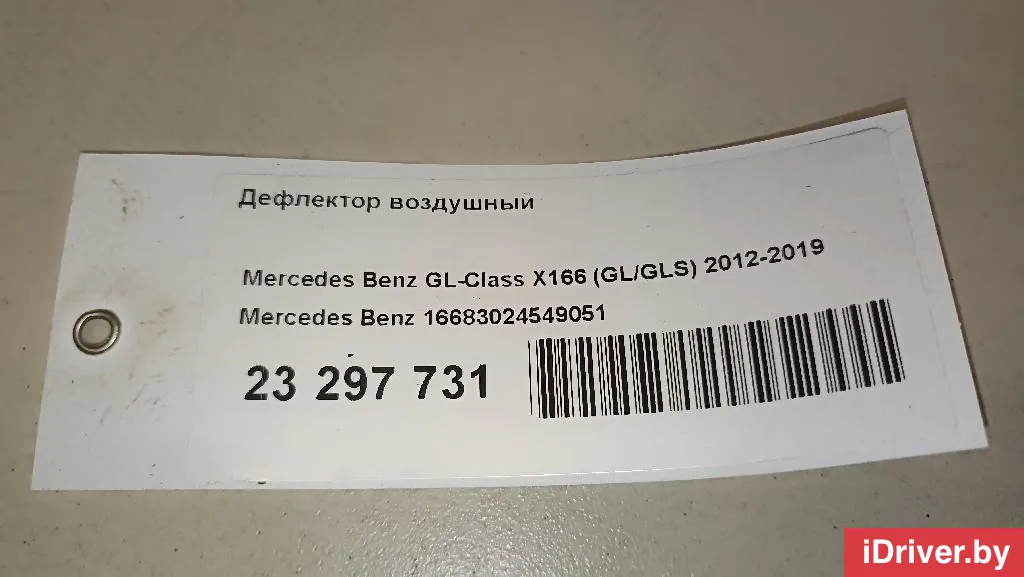 Дефлектор воздушный
Mercedes Benz GL-Class X166 (GL/GLS) 2012-2019
Mercedes Benz 16683024549051
23 297 731
iDriver.by